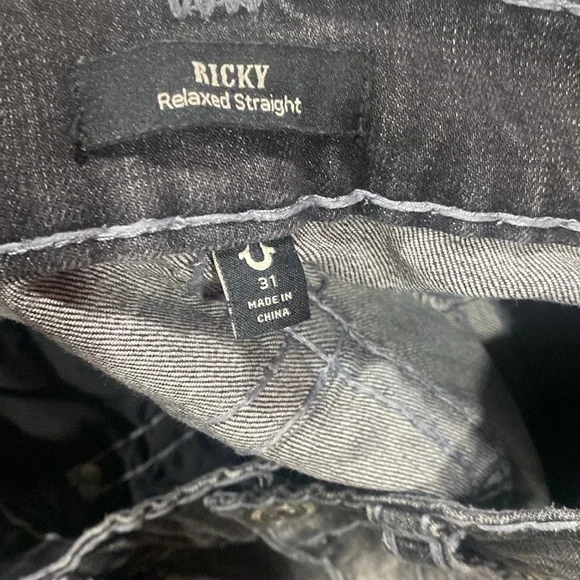 RICKY
Relaxed Straight
31
MADE IN
CHINA